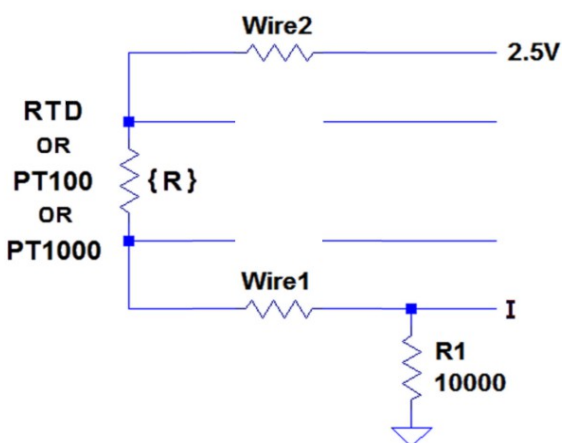 Wire2
2.5V
RTD
OR
PT100
{R}
OR
PT1000
Wire1
I
R1
10000